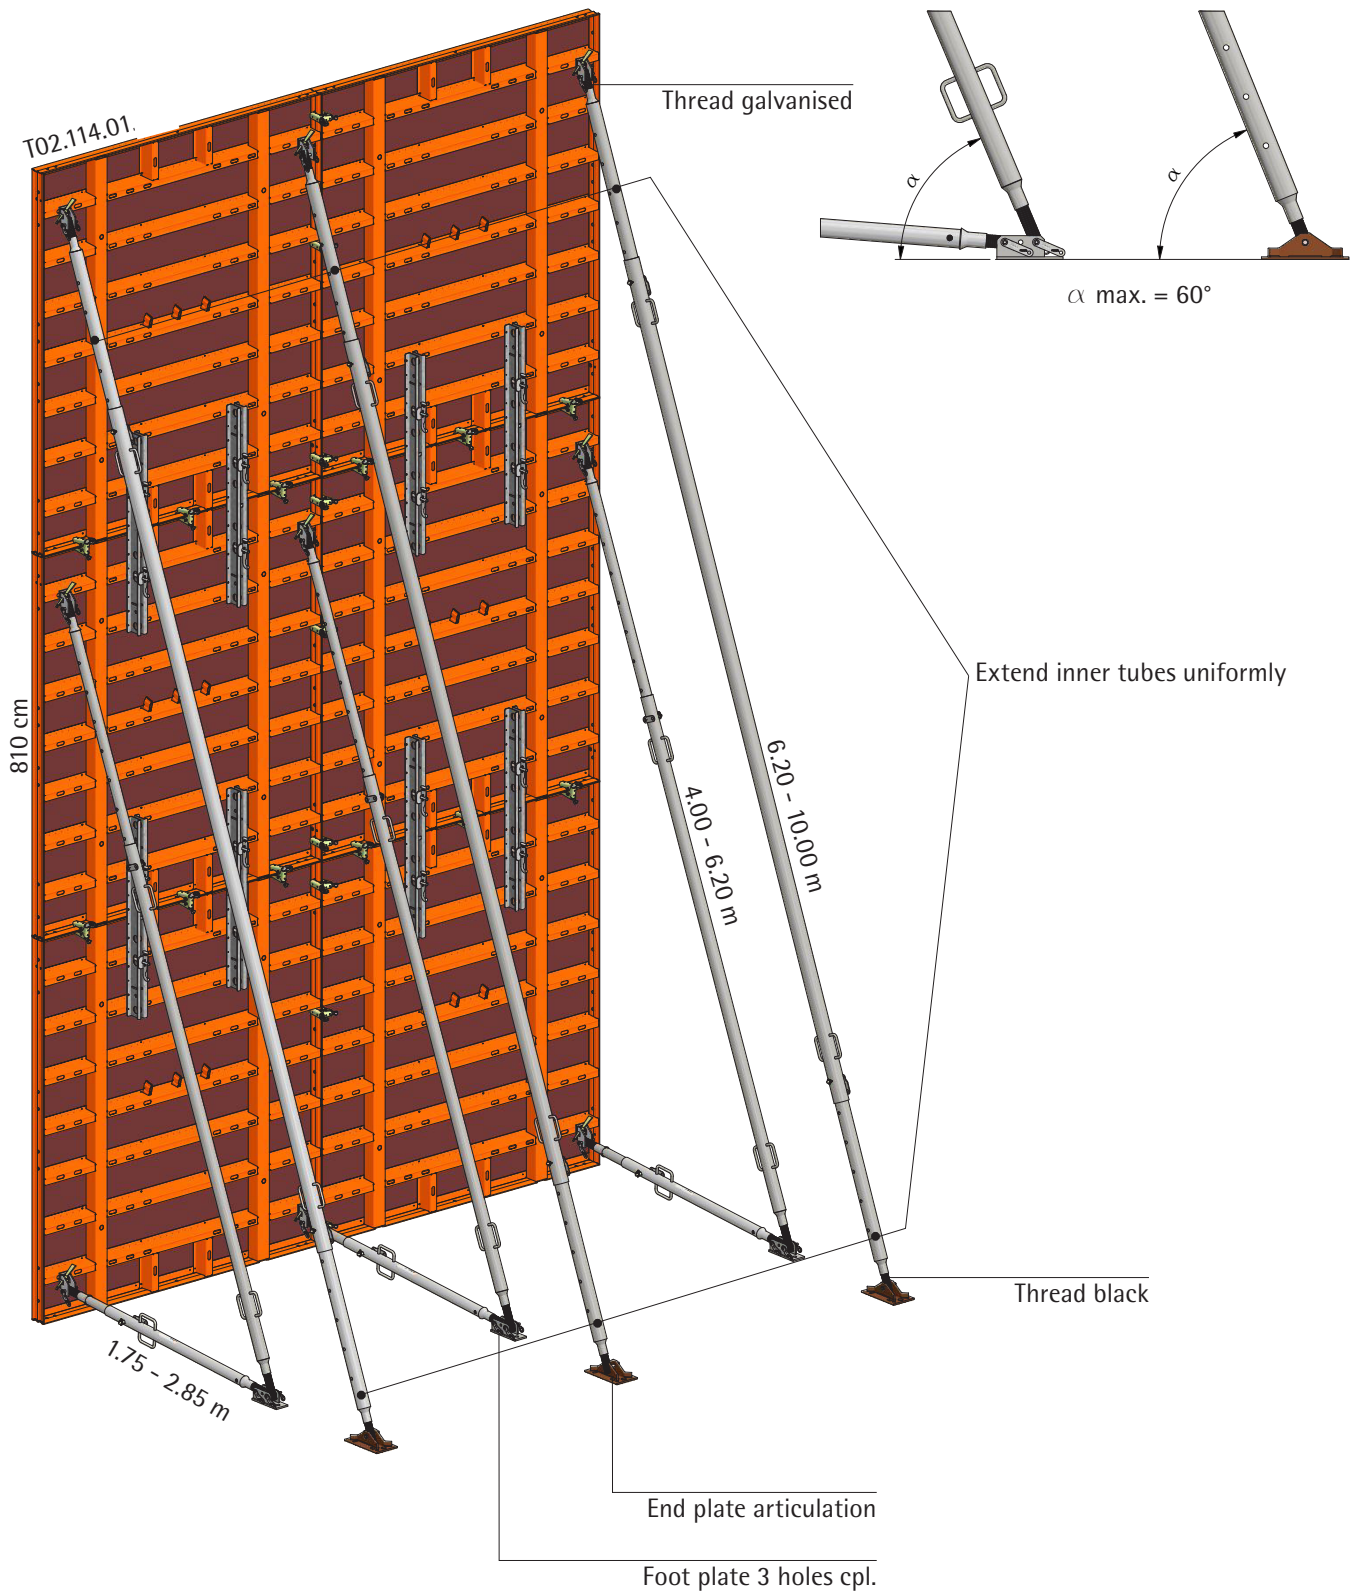 Thread galvanised
T02.114.01.
α
α
α max. = 60°
Extend inner tubes uniformly
810 cm
6.20 - 10.00 m
4.00 - 6.20 m
Thread black
1.75 - 2.85 m
End plate articulation
Foot plate 3 holes cpl.